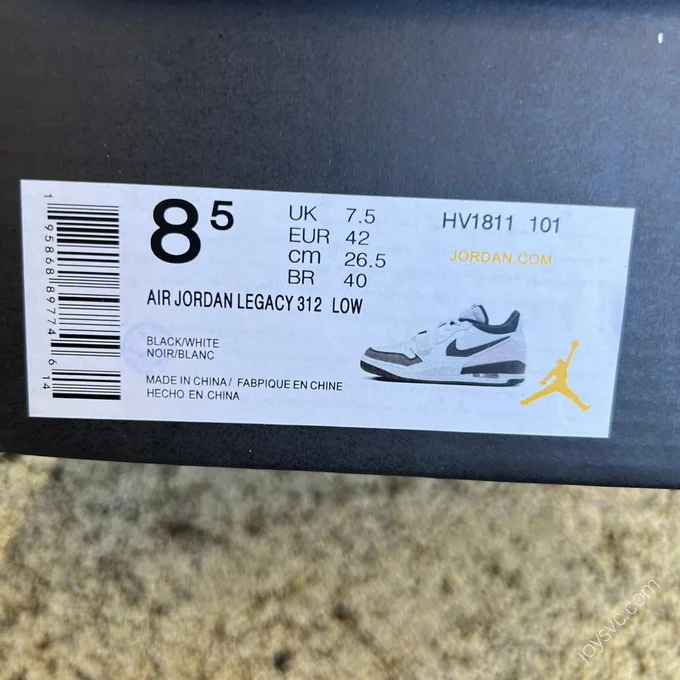 8⁵
UK 7.5
EUR 42
cm 26.5
BR 40
HV1811 101
JORDAN.COM
AIR JORDAN LEGACY 312 LOW
BLACK/WHITE
NOIR/BLANC
MADE IN CHINA/ FABPIQUE EN CHINE
HECHO EN CHINA
1 95868 89774 6 14
joysvc.com